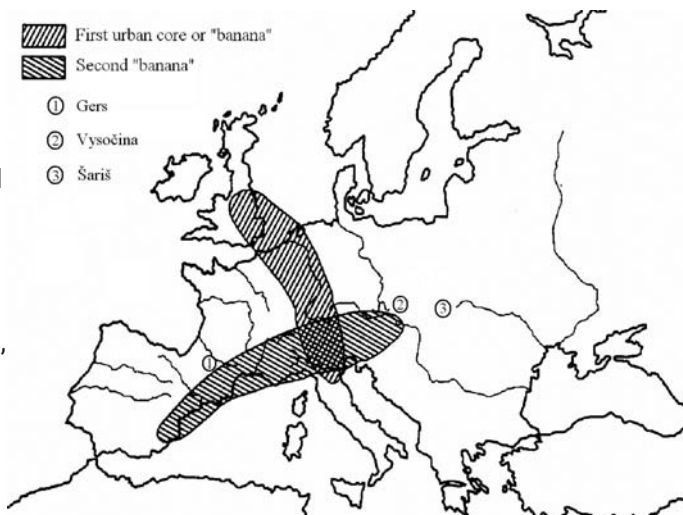 First urban core or "banana"
Second "banana"
① Gers
② Vysočina
③ Šariš
②
③
①